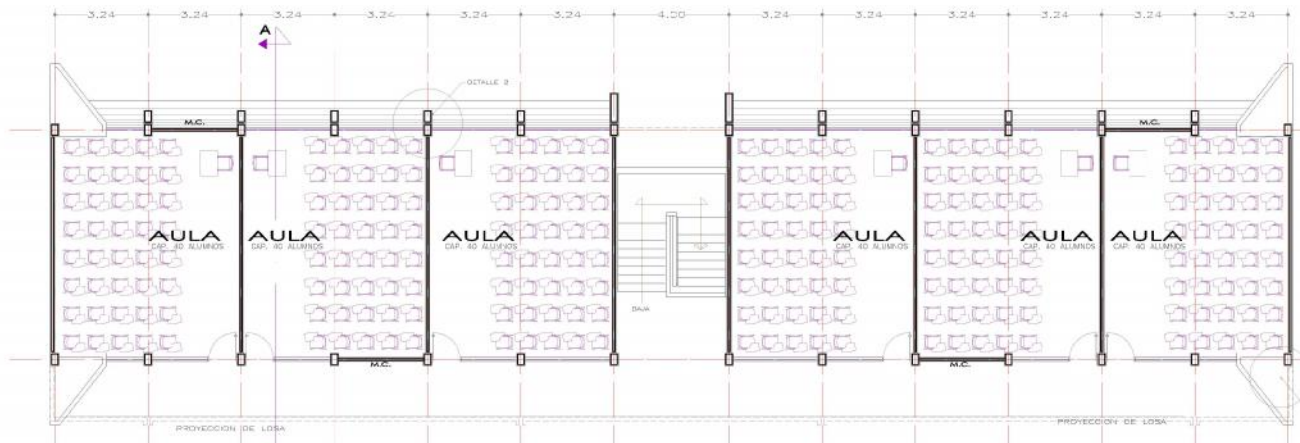 3.24 3.24 3.24 3.24 3.24 3.24 4.00 3.24 3.24 3.24 3.24 3.24 3.24
A
DETALLE 3
M.C. M.C.
AULA AULA AULA AULA AULA AULA
CAP. 40 ALUMNOS CAP. 40 ALUMNOS CAP. 40 ALUMNOS CAP. 40 ALUMNOS CAP. 40 ALUMNOS CAP. 40 ALUMNOS
BAJA
M.C. M.C.
PROYECCION DE LOSA PROYECCION DE LOSA